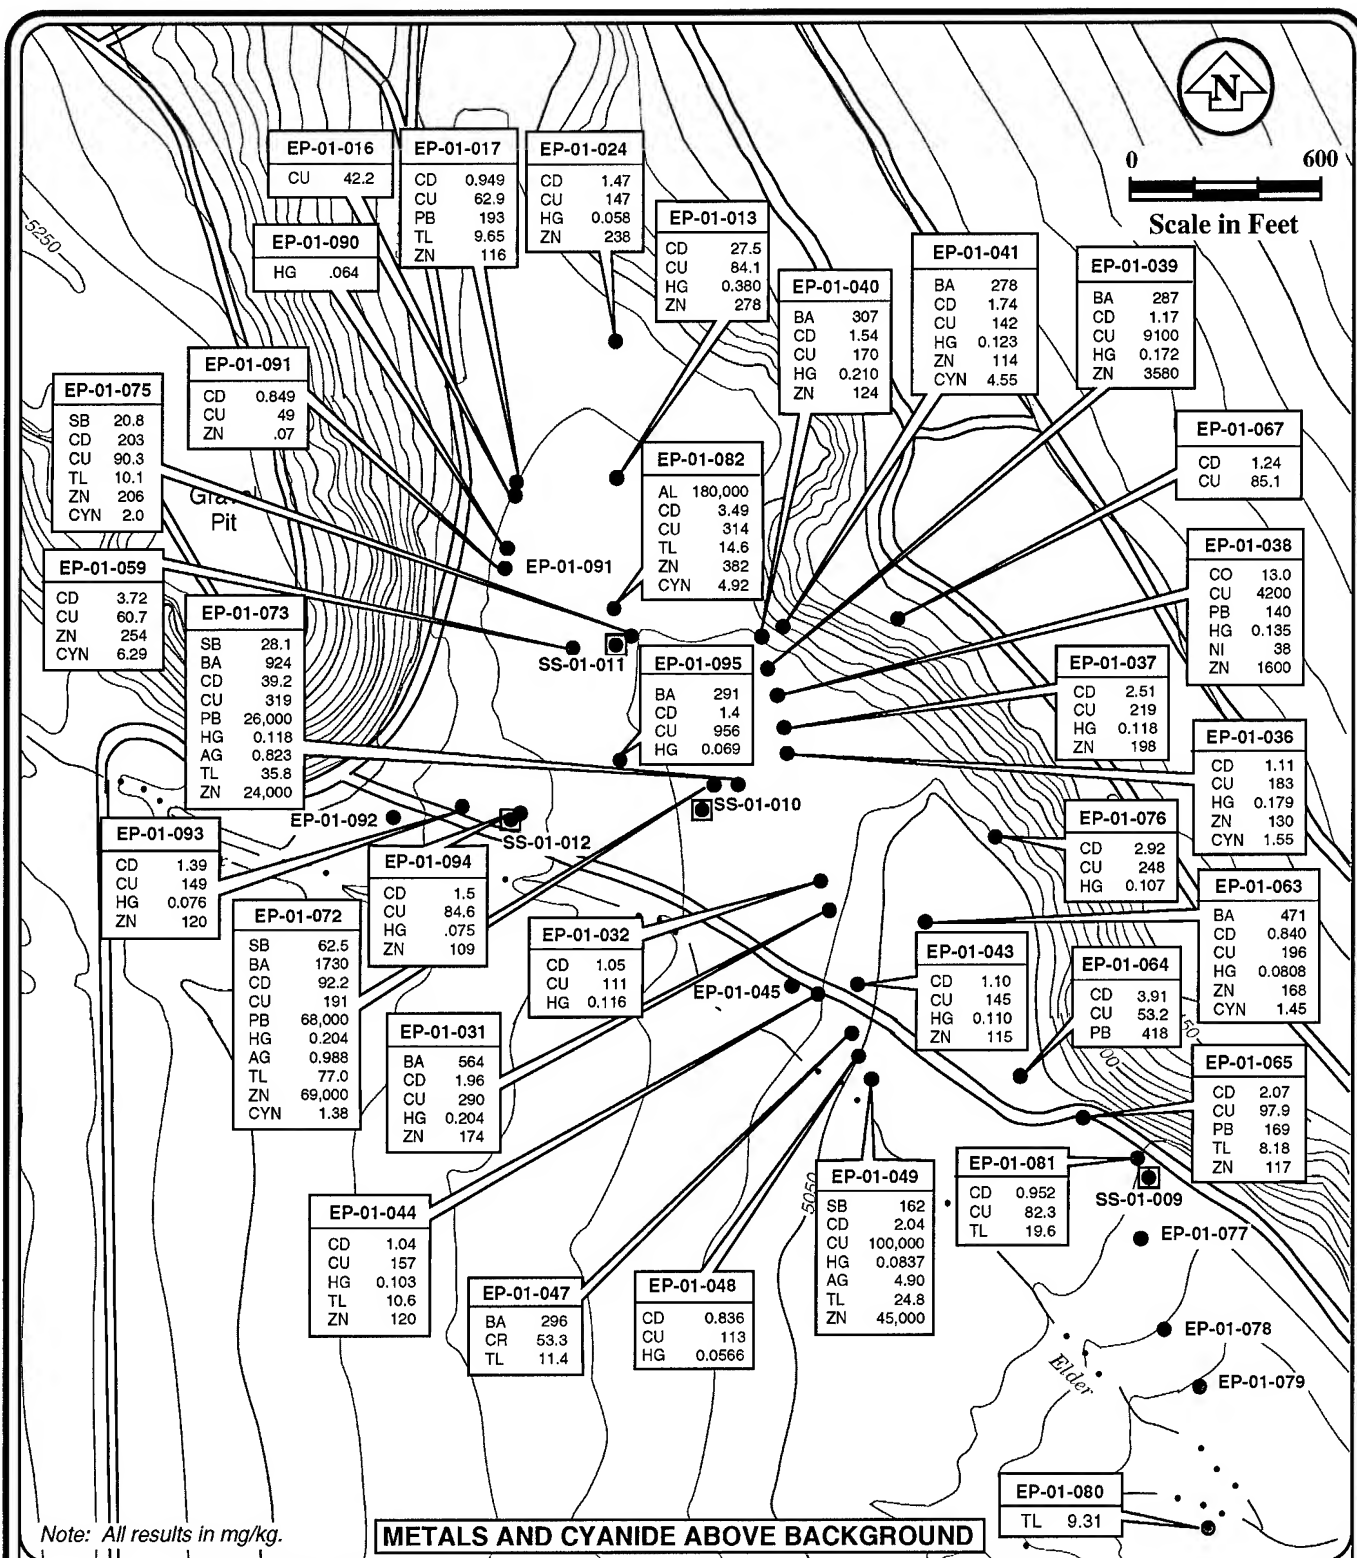 N
0 600
Scale in Feet
5250
EP-01-016
CU 42.2
EP-01-017
CD 0.949
CU 62.9
PB 193
TL 9.65
ZN 116
EP-01-024
CD 1.47
CU 147
HG 0.058
ZN 238
EP-01-090
HG .064
EP-01-013
CD 27.5
CU 84.1
HG 0.380
ZN 278
EP-01-040
BA 307
CD 1.54
CU 170
HG 0.210
ZN 124
EP-01-041
BA 278
CD 1.74
CU 142
HG 0.123
ZN 114
CYN 4.55
EP-01-039
BA 287
CD 1.17
CU 9100
HG 0.172
ZN 3580
EP-01-091
CD 0.849
CU 49
ZN .07
EP-01-075
SB 20.8
CD 203
CU 90.3
TL 10.1
ZN 206
CYN 2.0
Gravel
Pit
EP-01-082
AL 180,000
CD 3.49
CU 314
TL 14.6
ZN 382
CYN 4.92
EP-01-067
CD 1.24
CU 85.1
EP-01-091
EP-01-059
CD 3.72
CU 60.7
ZN 254
CYN 6.29
EP-01-038
CO 13.0
CU 4200
PB 140
HG 0.135
NI 38
ZN 1600
EP-01-073
SB 28.1
BA 924
CD 39.2
CU 319
PB 26,000
HG 0.118
AG 0.823
TL 35.8
ZN 24,000
SS-01-011
EP-01-095
BA 291
CD 1.4
CU 956
HG 0.069
EP-01-037
CD 2.51
CU 219
HG 0.118
ZN 198
EP-01-036
CD 1.11
CU 183
HG 0.179
ZN 130
CYN 1.55
SS-01-010
EP-01-092
SS-01-012
EP-01-093
CD 1.39
CU 149
HG 0.076
ZN 120
EP-01-094
CD 1.5
CU 84.6
HG .075
ZN 109
EP-01-076
CD 2.92
CU 248
HG 0.107
EP-01-063
BA 471
CD 0.840
CU 196
HG 0.0808
ZN 168
CYN 1.45
EP-01-072
SB 62.5
BA 1730
CD 92.2
CU 191
PB 68,000
HG 0.204
AG 0.988
TL 77.0
ZN 69,000
CYN 1.38
EP-01-032
CD 1.05
CU 111
HG 0.116
EP-01-045
EP-01-043
CD 1.10
CU 145
HG 0.110
ZN 115
EP-01-064
CD 3.91
CU 53.2
PB 418
EP-01-031
BA 564
CD 1.96
CU 290
HG 0.204
ZN 174
EP-01-065
CD 2.07
CU 97.9
PB 169
TL 8.18
ZN 117
EP-01-049
SB 162
CD 2.04
CU 100,000
HG 0.0837
AG 4.90
TL 24.8
ZN 45,000
5050
EP-01-081
CD 0.952
CU 82.3
TL 19.6
SS-01-009
EP-01-077
EP-01-044
CD 1.04
CU 157
HG 0.103
TL 10.6
ZN 120
EP-01-047
BA 296
CR 53.3
TL 11.4
EP-01-048
CD 0.836
CU 113
HG 0.0566
EP-01-078
Elder
EP-01-079
EP-01-080
TL 9.31
Note: All results in mg/kg.
METALS AND CYANIDE ABOVE BACKGROUND